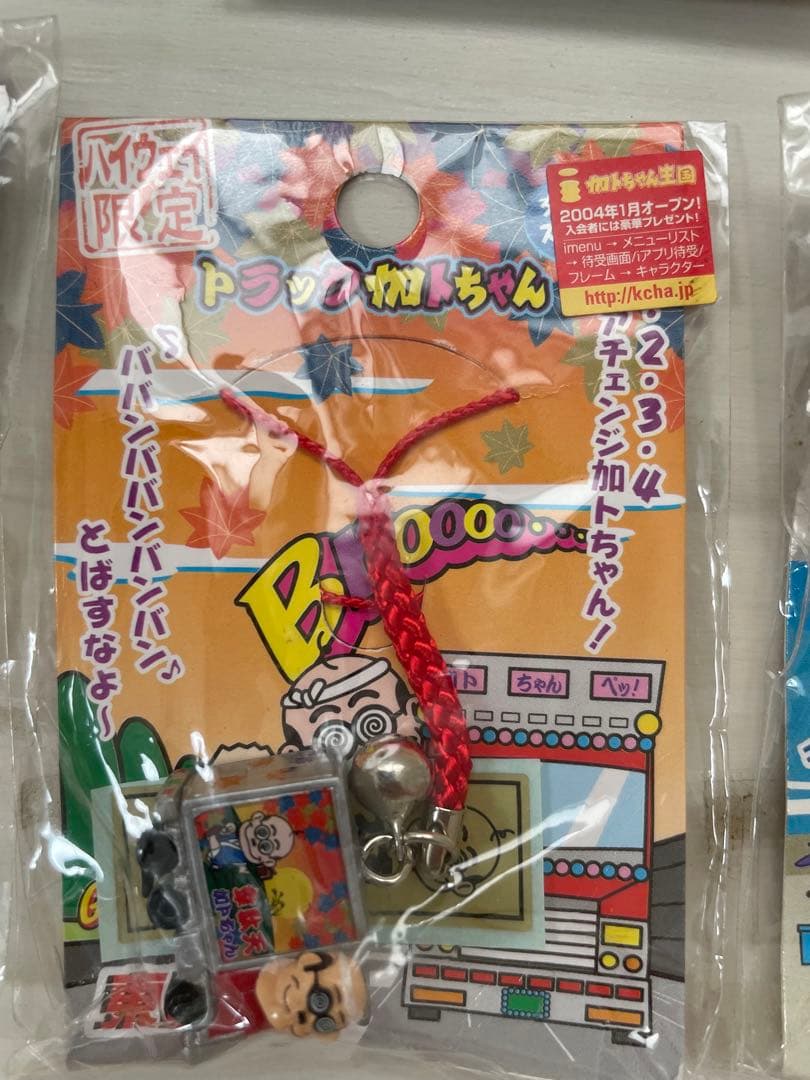 ハイウェイ
限定
加トちゃん王国
2004年1月オープン!
入会者には豪華プレゼント!
imenu → メニューリスト
→ 待受画面/iアプリ待受/
フレーム → キャラクター
http://kcha.jp
トラック加トちゃん
2・3・4
チェンジ加トちゃん!
♪ババンババンバンバン♪
とばすなよ〜
ちゃん
ペッ!
加トちゃん